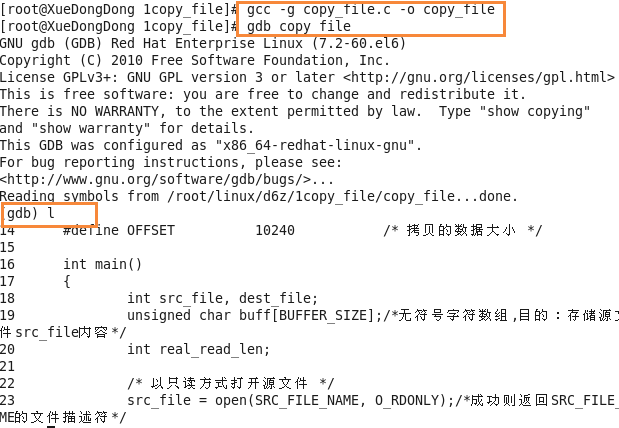 [root@XueDongDong 1copy_file]# gcc -g copy_file.c -o copy_file
[root@XueDongDong 1copy_file]# gdb copy file
GNU gdb (GDB) Red Hat Enterprise Linux (7.2-60.el6)
Copyright (C) 2010 Free Software Foundation, Inc.
License GPLv3+: GNU GPL version 3 or later <http://gnu.org/licenses/gpl.html>
This is free software: you are free to change and redistribute it.
There is NO WARRANTY, to the extent permitted by law.  Type "show copying"
and "show warranty" for details.
This GDB was configured as "x86_64-redhat-linux-gnu".
For bug reporting instructions, please see:
<http://www.gnu.org/software/gdb/bugs/>...
Reading symbols from /root/linux/d6z/1copy_file/copy_file...done.
gdb) l
14      #define OFFSET          10240           /* 拷贝的数据大小 */
15
16      int main()
17      {
18              int src_file, dest_file;
19              unsigned char buff[BUFFER_SIZE];/*无符号字符数组,目的：存储源文
件src_file内容*/
20              int real_read_len;
21
22              /* 以只读方式打开源文件 */
23              src_file = open(SRC_FILE_NAME, O_RDONLY);/*成功则返回SRC_FILE_
ME的文件描述符*/